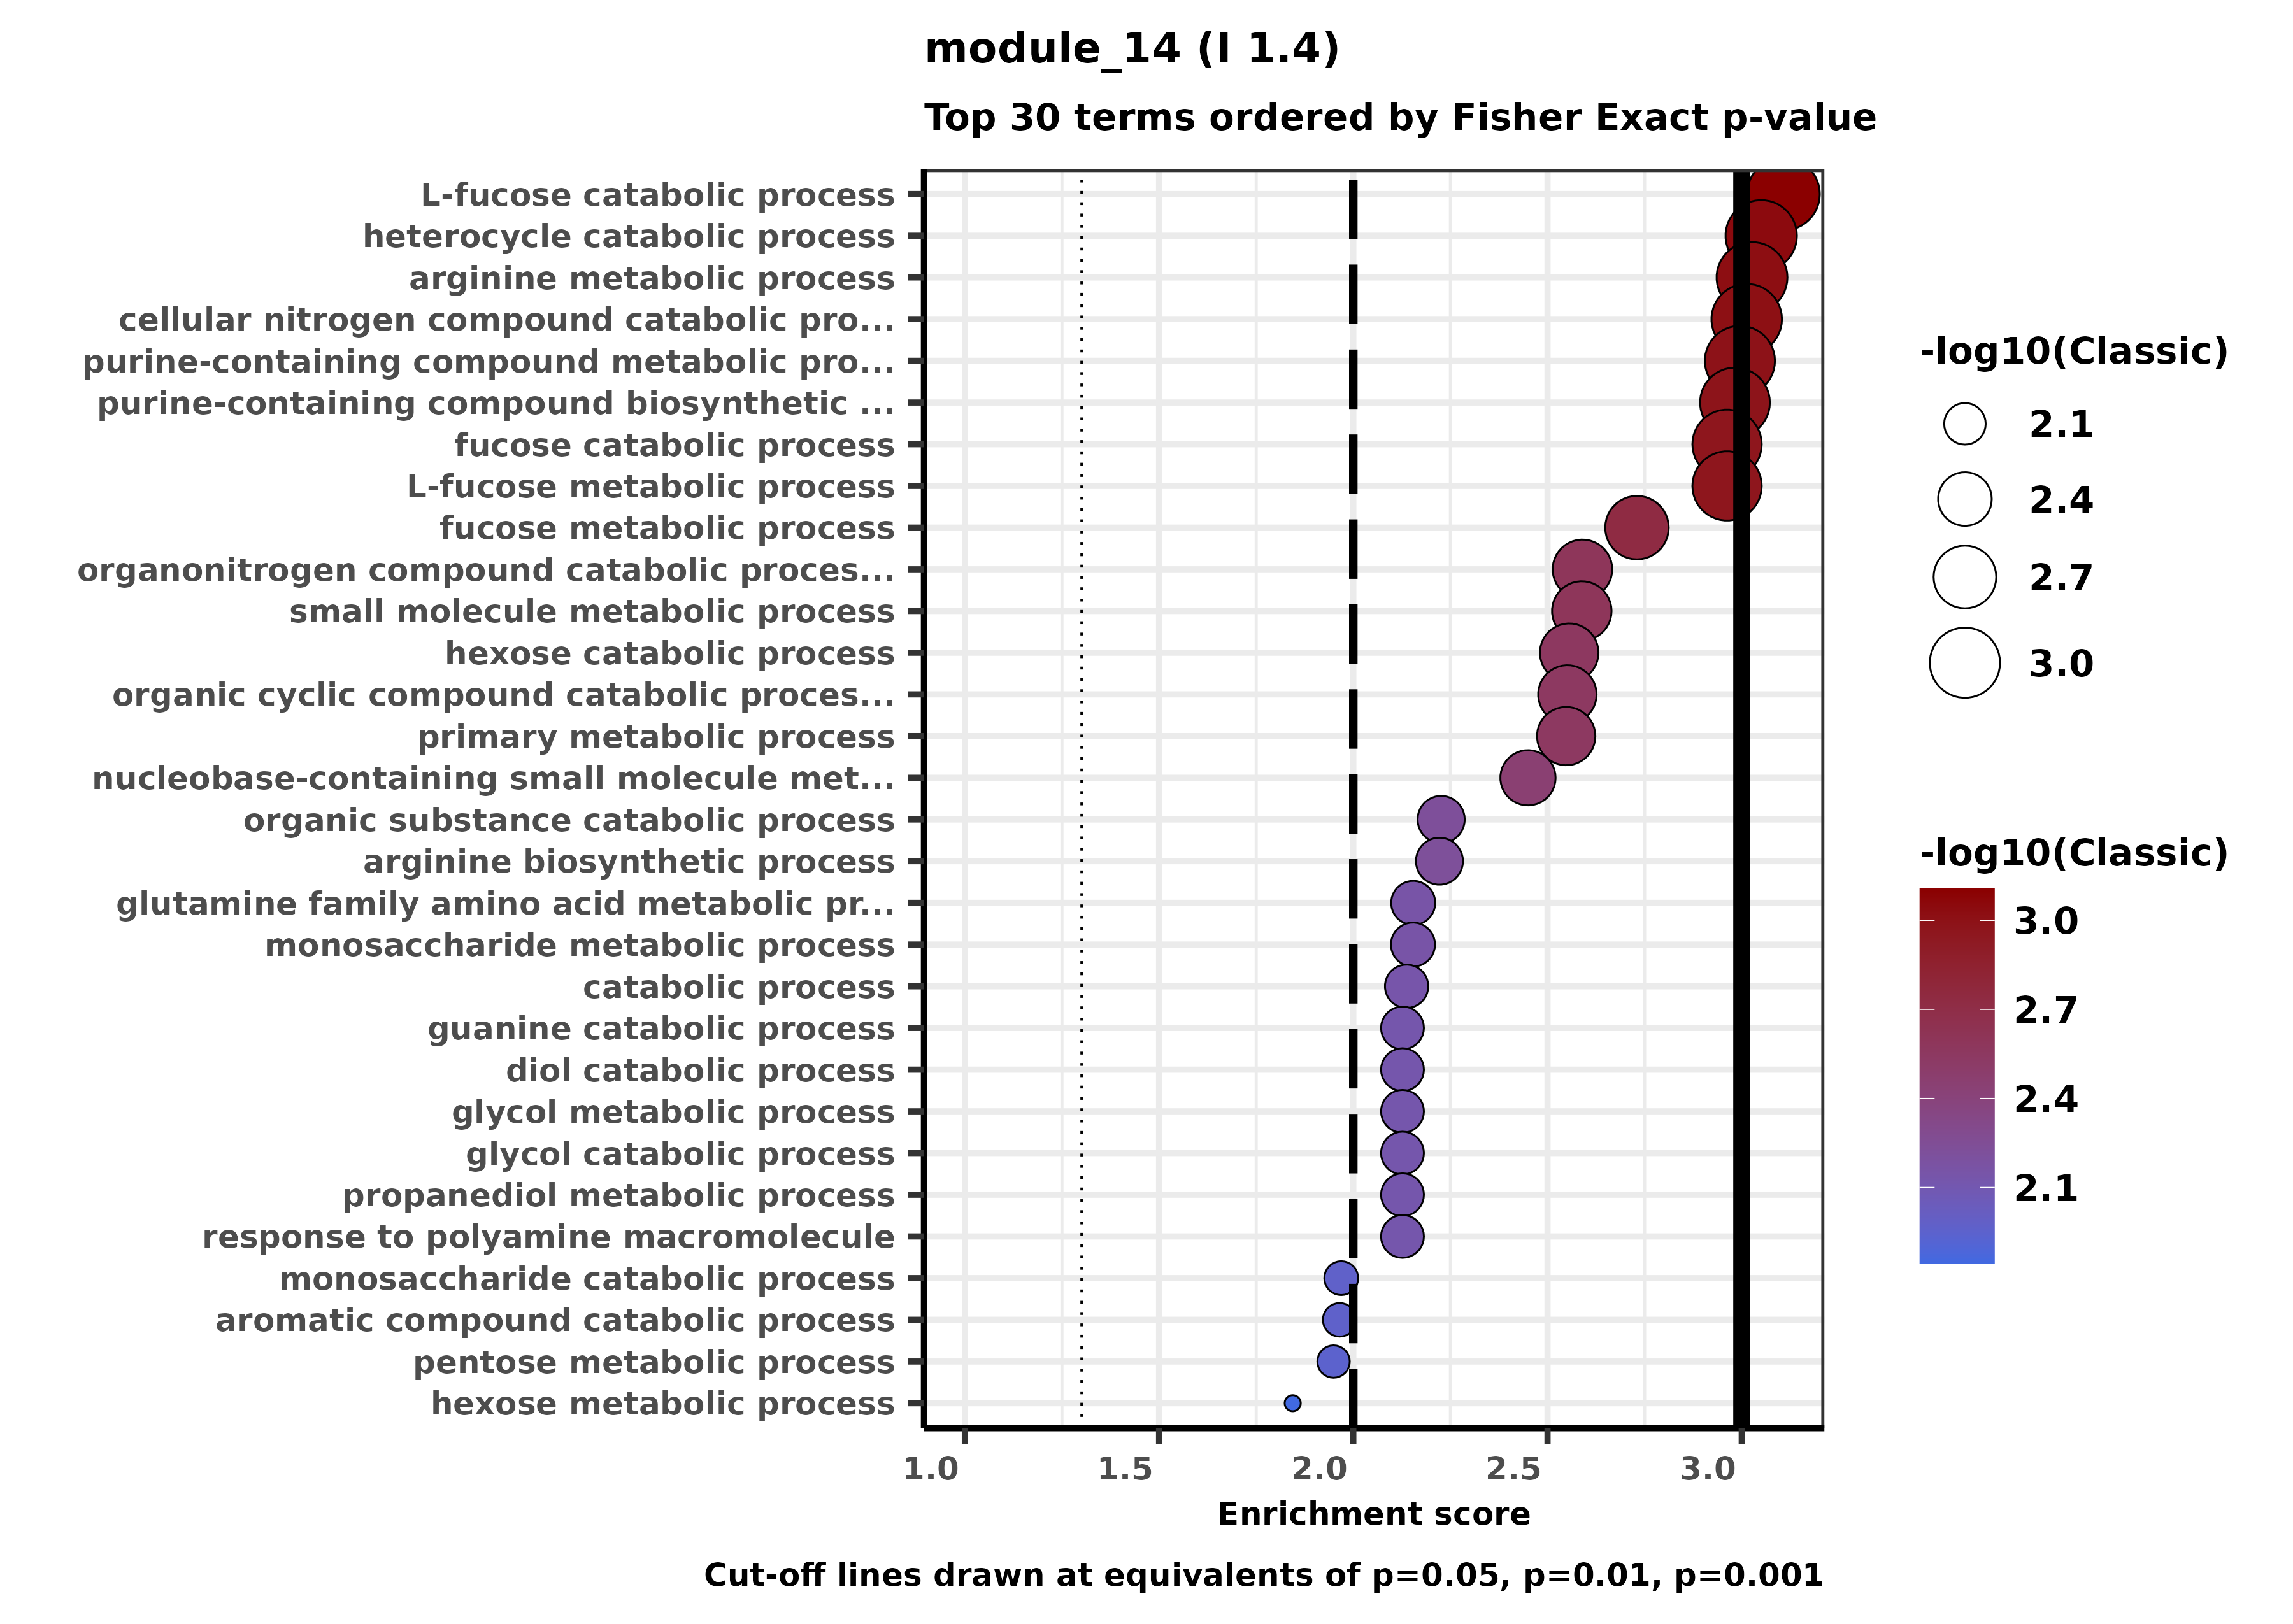 module_14 (I 1.4)
Top 30 terms ordered by Fisher Exact p-value
L-fucose catabolic process
heterocycle catabolic process
arginine metabolic process
cellular nitrogen compound catabolic pro...
purine-containing compound metabolic pro...
purine-containing compound biosynthetic ...
fucose catabolic process
L-fucose metabolic process
fucose metabolic process
organonitrogen compound catabolic proces...
small molecule metabolic process
hexose catabolic process
organic cyclic compound catabolic proces...
primary metabolic process
nucleobase-containing small molecule met...
organic substance catabolic process
arginine biosynthetic process
glutamine family amino acid metabolic pr...
monosaccharide metabolic process
catabolic process
guanine catabolic process
diol catabolic process
glycol metabolic process
glycol catabolic process
propanediol metabolic process
response to polyamine macromolecule
monosaccharide catabolic process
aromatic compound catabolic process
pentose metabolic process
hexose metabolic process
1.0 1.5 2.0 2.5 3.0
Enrichment score
Cut-off lines drawn at equivalents of p=0.05, p=0.01, p=0.001
-log10(Classic)
2.1
2.4
2.7
3.0
-log10(Classic)
3.0
2.7
2.4
2.1